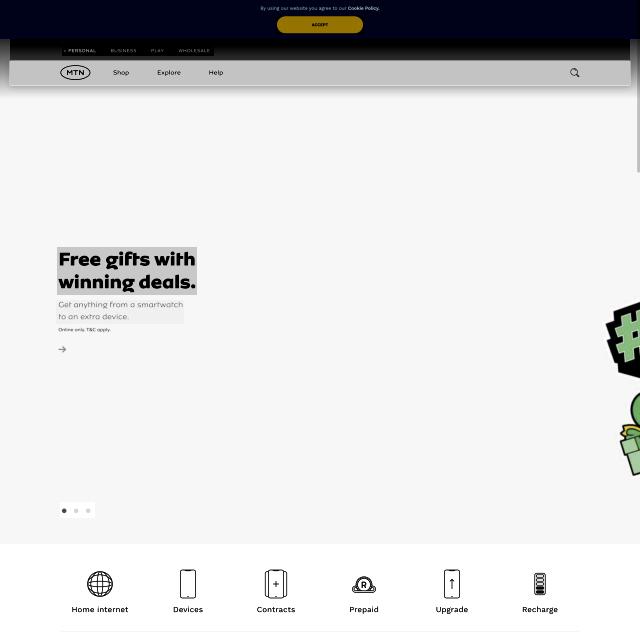 By using our website you agree to our Cookie Policy.
ACCEPT
PERSONAL BUSINESS PLAY WHOLESALE
MTN Shop Explore Help
Free gifts with
winning deals.
Get anything from a smartwatch
to an extra device.
Online only. T&C apply.
#
Home internet Devices Contracts Prepaid Upgrade Recharge
R